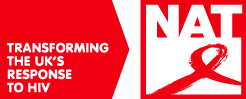 TRANSFORMING
THE UK'S
RESPONSE
TO HIV
NAT